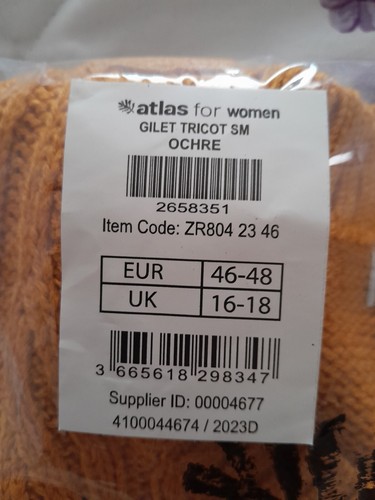 atlas for women
GILET TRICOT SM
OCHRE
2658351
Item Code: ZR804 23 46
EUR 46-48
UK 16-18
3 665618 298347
Supplier ID: 00004677
4100044674 / 2023D